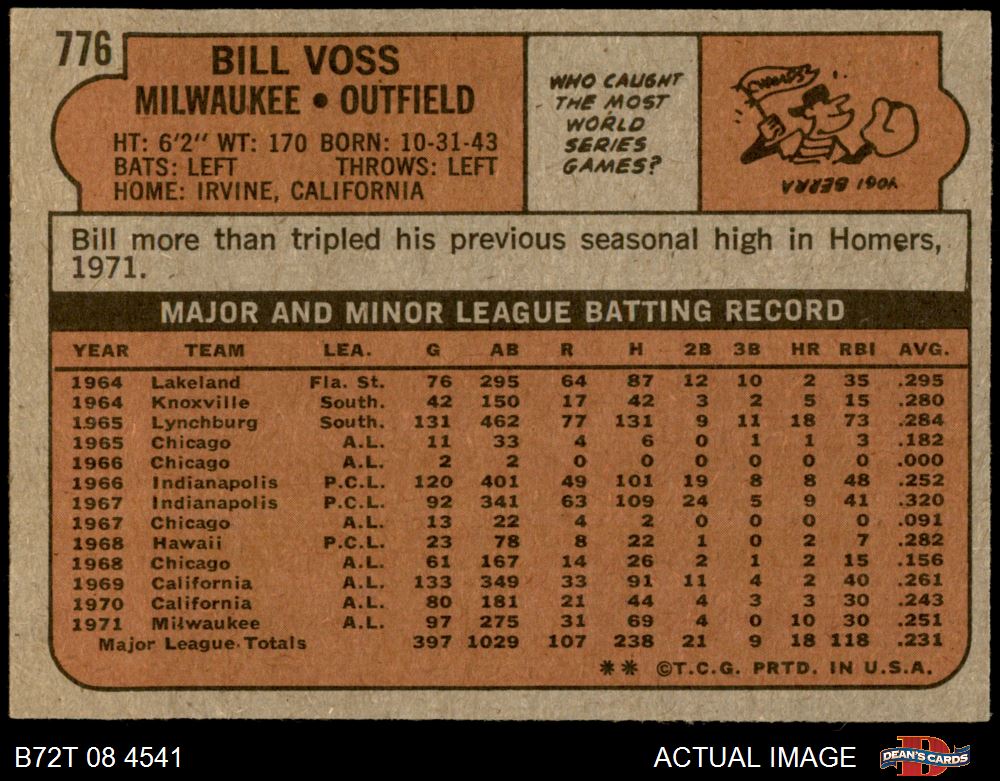 776
BILL VOSS
MILWAUKEE • OUTFIELD
HT: 6'2" WT: 170 BORN: 10-31-43
BATS: LEFT THROWS: LEFT
HOME: IRVINE, CALIFORNIA
WHO CAUGHT
THE MOST
WORLD
SERIES
GAMES?
CHAMPS
YOGI BERRA
Bill more than tripled his previous seasonal high in Homers,
1971.
MAJOR AND MINOR LEAGUE BATTING RECORD
YEAR TEAM LEA. G AB R H 2B 3B HR RBI AVG.
1964 Lakeland Fla. St. 76 295 64 87 12 10 2 35 .295
1964 Knoxville South. 42 150 17 42 3 2 5 15 .280
1965 Lynchburg South. 131 462 77 131 9 11 18 73 .284
1965 Chicago A.L. 11 33 4 6 0 1 1 3 .182
1966 Chicago A.L. 2 2 0 0 0 0 0 0 .000
1966 Indianapolis P.C.L. 120 401 49 101 19 8 8 48 .252
1967 Indianapolis P.C.L. 92 341 63 109 24 5 9 41 .320
1967 Chicago A.L. 13 22 4 2 0 0 0 0 .091
1968 Hawaii P.C.L. 23 78 8 22 1 0 2 7 .282
1968 Chicago A.L. 61 167 14 26 2 1 2 15 .156
1969 California A.L. 133 349 33 91 11 4 2 40 .261
1970 California A.L. 80 181 21 44 4 3 3 30 .243
1971 Milwaukee A.L. 97 275 31 69 4 0 10 30 .251
Major League Totals 397 1029 107 238 21 9 18 118 .231
** ©T.C.G. PRTD. IN U.S.A.
B72T 08 4541
ACTUAL IMAGE
DEAN'S CARDS